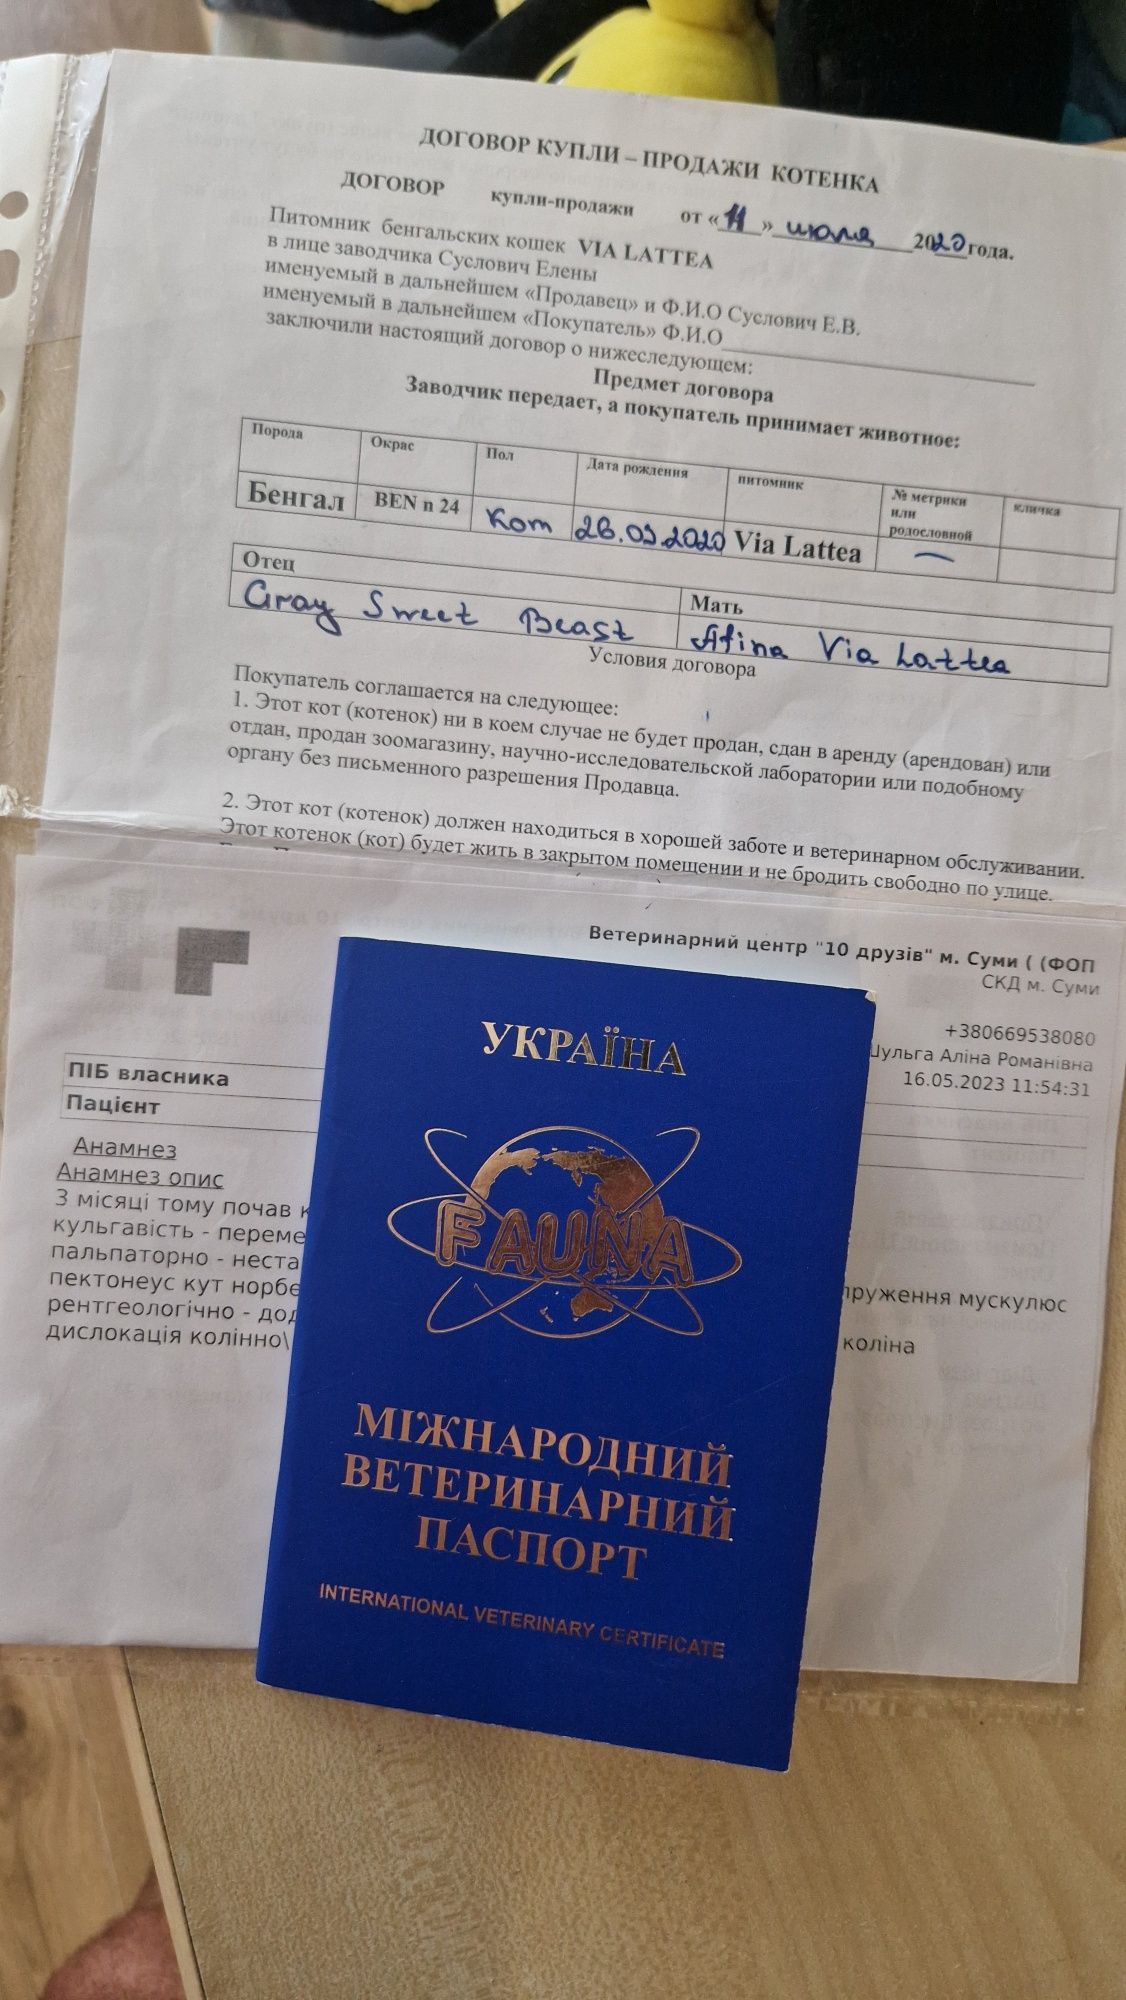 ДОГОВОР КУПЛИ – ПРОДАЖИ КОТЕНКА
ДОГОВОР купли-продажи от «11» июля 2020 года.
Питомник бенгальских кошек VIA LATTEA
в лице заводчика Суслович Елены
именуемый в дальнейшем «Продавец» и Ф.И.О Суслович Е.В.
именуемый в дальнейшем «Покупатель» Ф.И.О
заключили настоящий договор о нижеследующем:
Предмет договора
Заводчик передает, а покупатель принимает животное:
Порода Окрас Пол Дата рождения питомник № метрики или родословной кличка
Бенгал BEN n 24 Кот 26.03.2020 Via Lattea —
Отец Мать
Gray Sweet Beast Afina Via Lattea
Условия договора
Покупатель соглашается на следующее:
1. Этот кот (котенок) ни в коем случае не будет продан, сдан в аренду (арендован) или
отдан, продан зоомагазину, научно-исследовательской лаборатории или подобному
органу без письменного разрешения Продавца.
2. Этот кот (котенок) должен находиться в хорошей заботе и ветеринарном обслуживании.
Этот котенок (кот) будет жить в закрытом помещении и не бродить свободно по улице.
Ветеринарний центр "10 друзів" м. Суми ( (ФОП
СКД м. Суми
+380669538080
Шульга Аліна Романівна
16.05.2023 11:54:31
ПІБ власника
Пацієнт
Анамнез
Анамнез опис
3 місяці тому почав
кульгавість - переме
пальпаторно - неста
пектонеус кут норбе пруження мускулюс
рентгеологічно - дод
дислокація колінно\ коліна
УКРАЇНА
FAUNA
МІЖНАРОДНИЙ
ВЕТЕРИНАРНИЙ
ПАСПОРТ
INTERNATIONAL VETERINARY CERTIFICATE